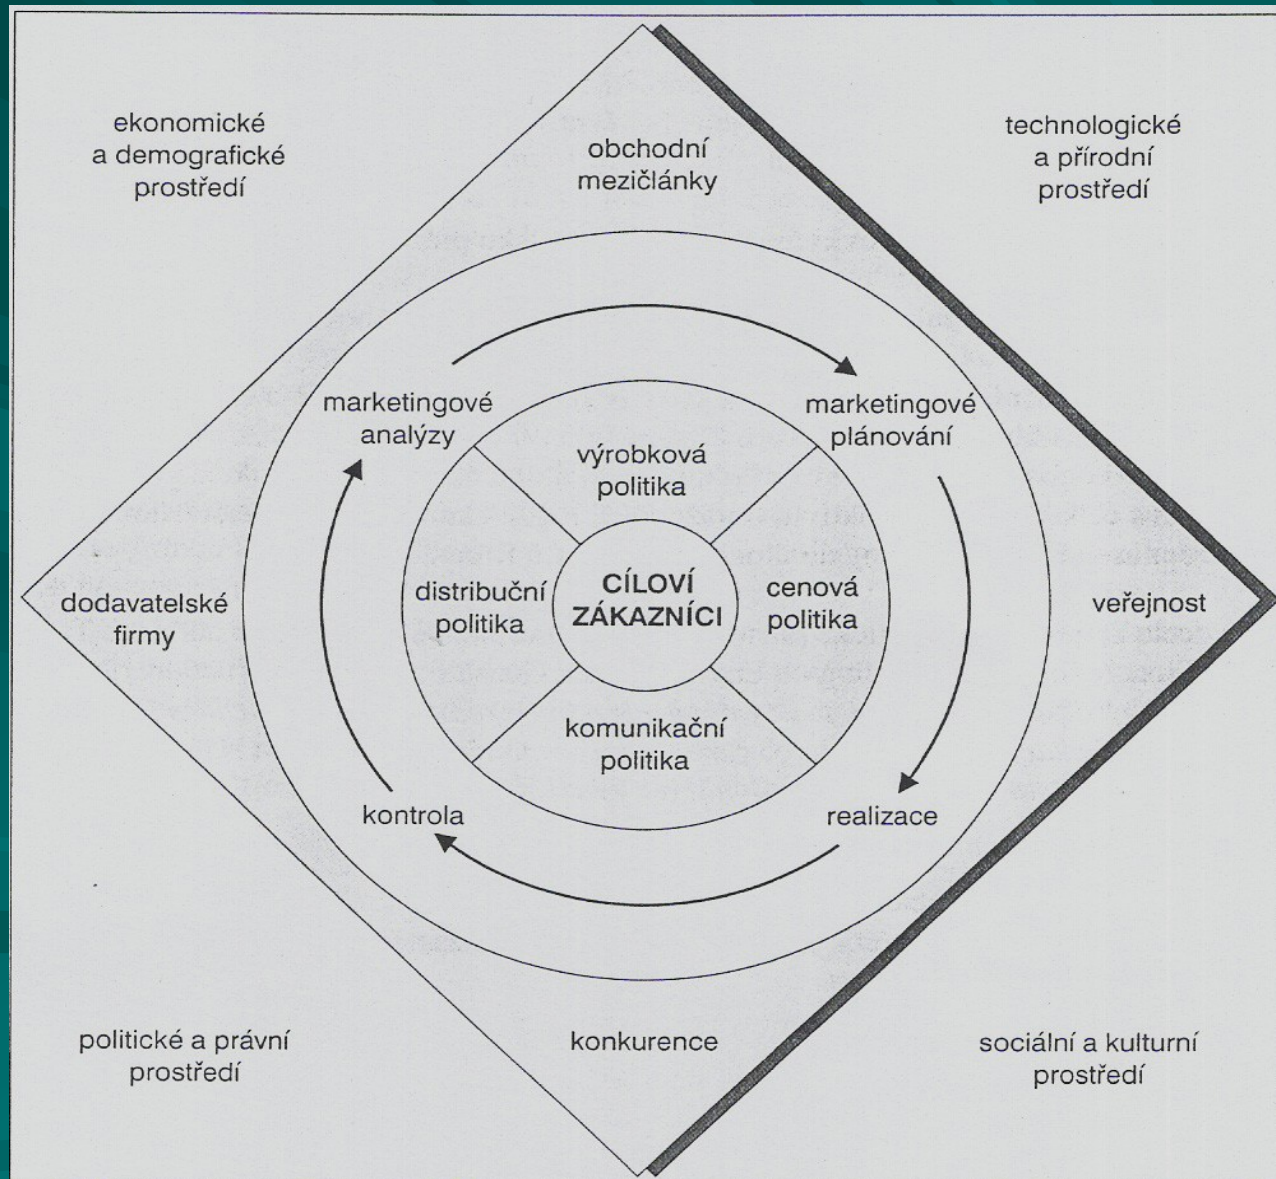 ekonomické
a demografické
prostředí
obchodní
mezičlánky
technologické
a přírodní
prostředí
marketingové
analýzy
marketingové
plánování
výrobková
politika
dodavatelské
firmy
distribuční
politika
CÍLOVÍ
ZÁKAZNÍCI
cenová
politika
veřejnost
komunikační
politika
kontrola
realizace
politické a právní
prostředí
konkurence
sociální a kulturní
prostředí